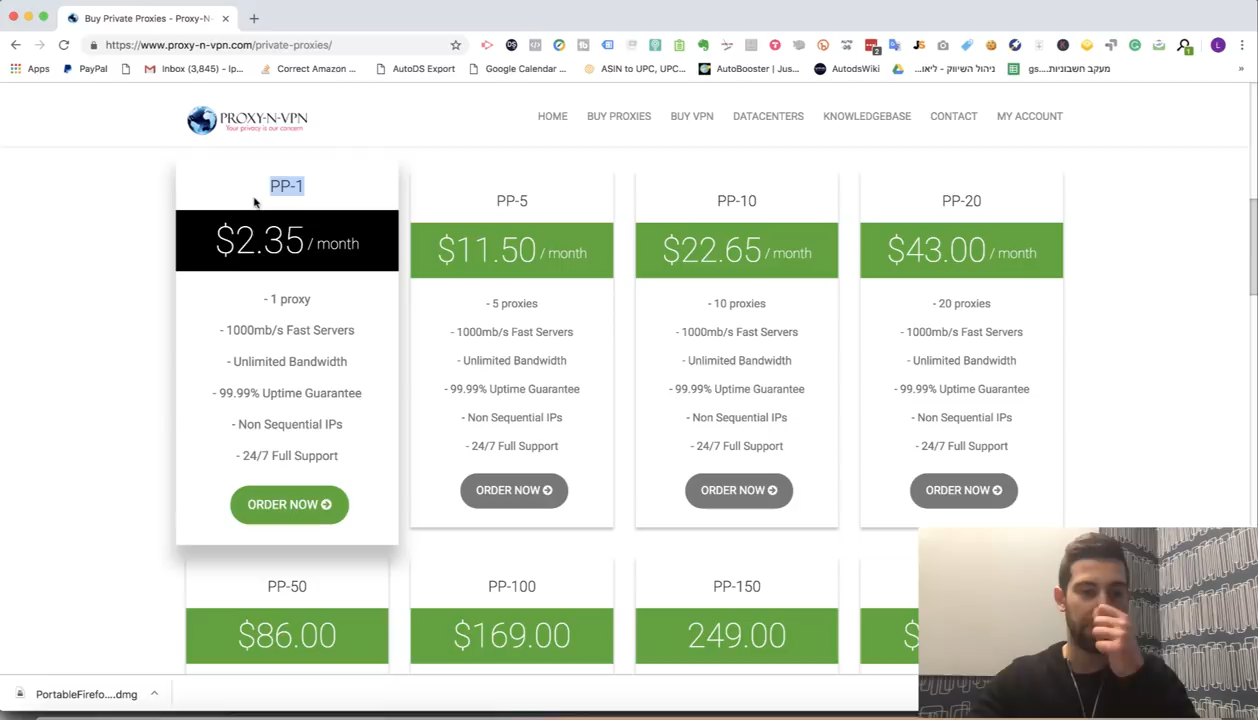 Buy Private Proxies - Proxy-N-
https://www.proxy-n-vpn.com/private-proxies/
Apps
PayPal
Inbox (3,845) - Ip...
Correct Amazon ...
AutoDS Export
Google Calendar ...
ASIN to UPC, UPC...
AutoBooster | Jus...
AutodsWiki
ניהול השיווק - ליאו...
מעקב חשבוניות gs....
PROXY-N-VPN
Your privacy is our concern
HOME
BUY PROXIES
BUY VPN
DATACENTERS
KNOWLEDGEBASE
CONTACT
MY ACCOUNT
PP-1
$2.35 / month
- 1 proxy
- 1000mb/s Fast Servers
- Unlimited Bandwidth
- 99.99% Uptime Guarantee
- Non Sequential IPs
- 24/7 Full Support
ORDER NOW
PP-5
$11.50 / month
- 5 proxies
- 1000mb/s Fast Servers
- Unlimited Bandwidth
- 99.99% Uptime Guarantee
- Non Sequential IPs
- 24/7 Full Support
ORDER NOW
PP-10
$22.65 / month
- 10 proxies
- 1000mb/s Fast Servers
- Unlimited Bandwidth
- 99.99% Uptime Guarantee
- Non Sequential IPs
- 24/7 Full Support
ORDER NOW
PP-20
$43.00 / month
- 20 proxies
- 1000mb/s Fast Servers
- Unlimited Bandwidth
- 99.99% Uptime Guarantee
- Non Sequential IPs
- 24/7 Full Support
ORDER NOW
PP-50
$86.00
PP-100
$169.00
PP-150
249.00
$
PortableFirefo....dmg